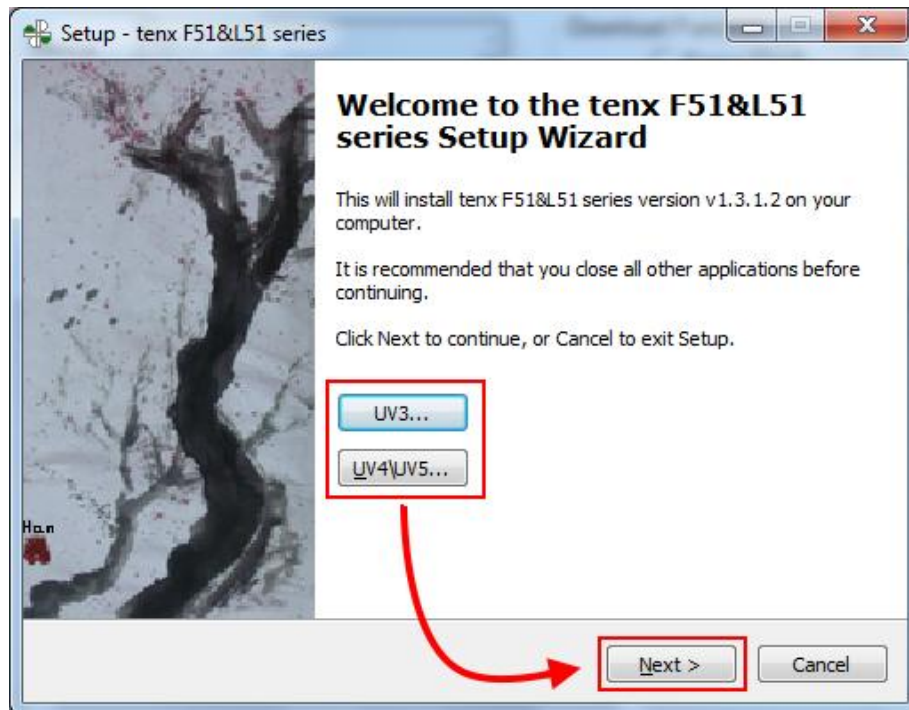 Setup - tenx F51&L51 series
Welcome to the tenx F51&L51
series Setup Wizard
This will install tenx F51&L51 series version v1.3.1.2 on your
computer.
It is recommended that you close all other applications before
continuing.
Click Next to continue, or Cancel to exit Setup.
UV3...
UV4\UV5...
Han
Next >
Cancel